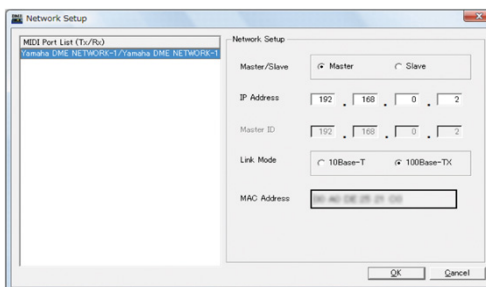 Network Setup
MIDI Port List (Tx/Rx)
Yamaha DME NETWORK-1/Yamaha DME NETWORK-1
Network Setup
Master/Slave
Master
Slave
IP Address
192 . 168 . 0 . 2
Master ID
192 . 168 . 0 . 2
Link Mode
10Base-T
100Base-TX
MAC Address
OK
Cancel